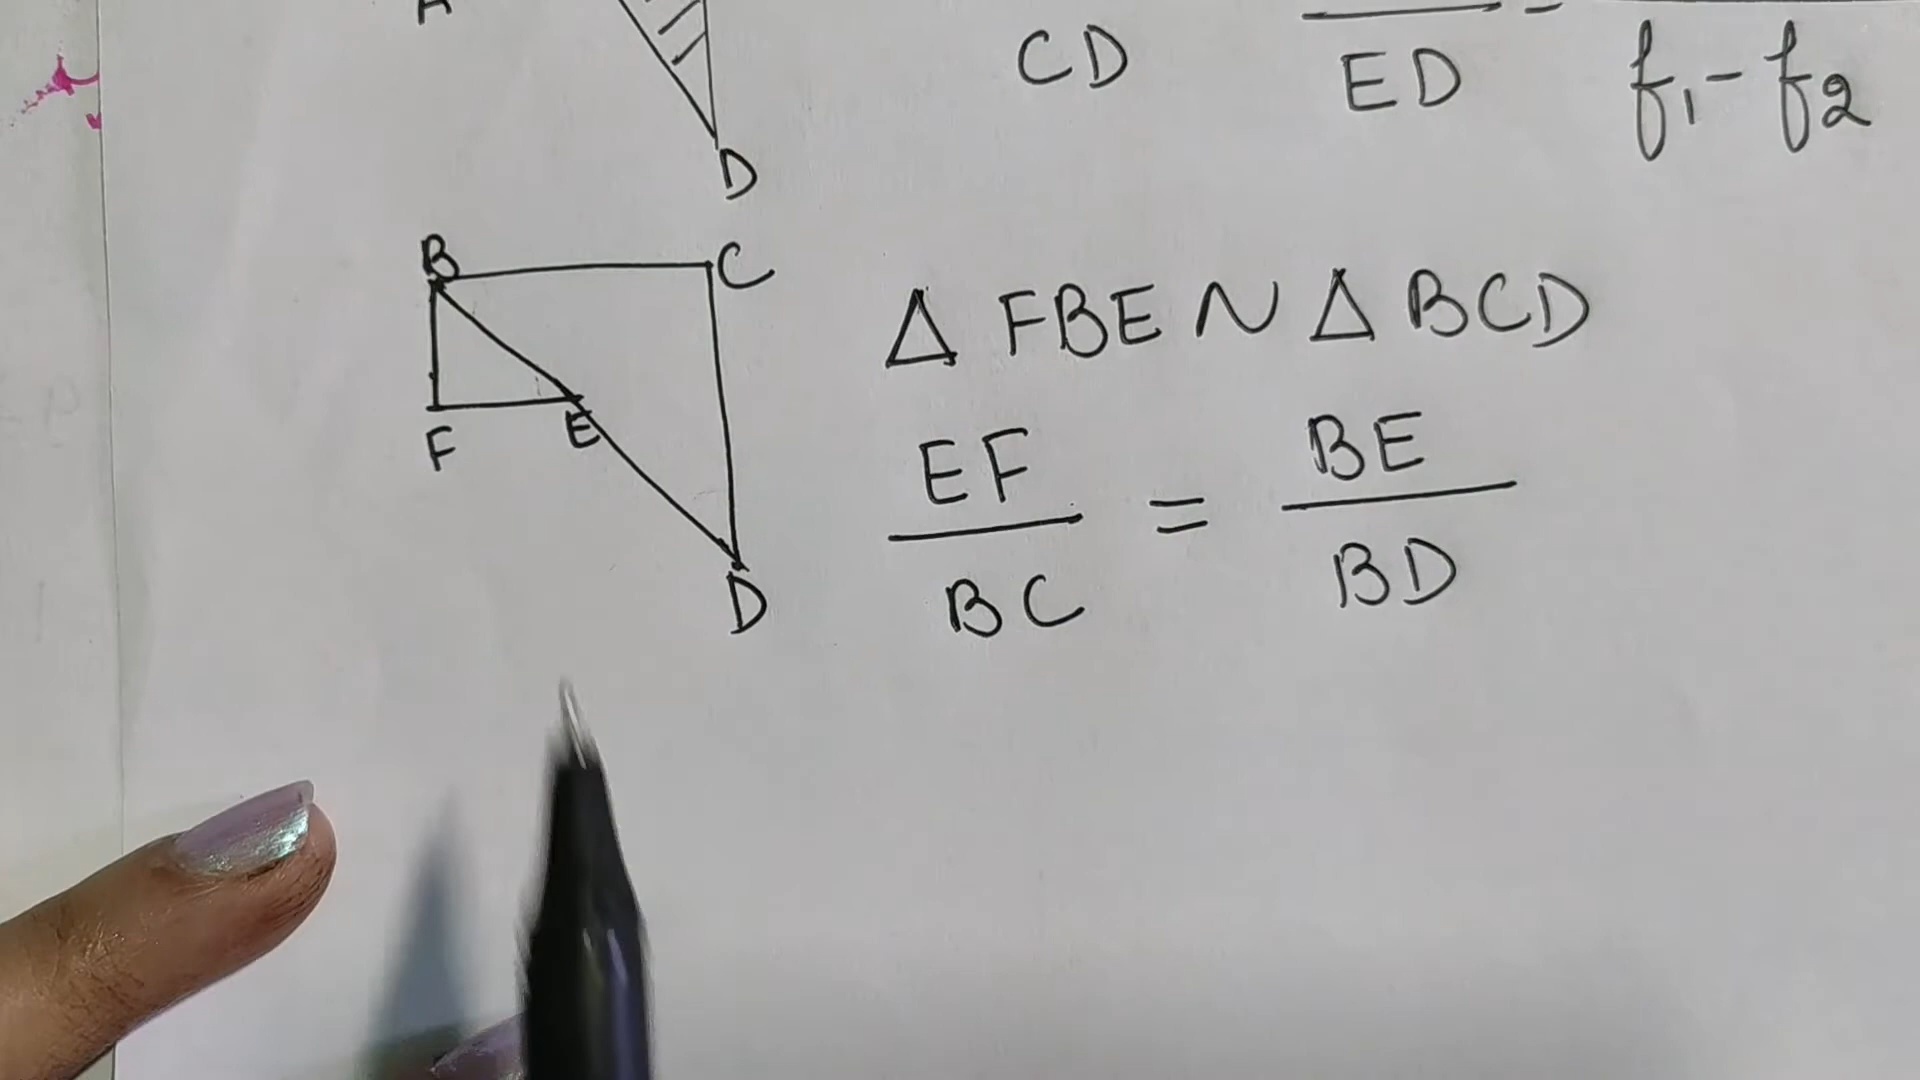 A
CD
ED
f₁ - f₂
D
B
C
F
E
D
Δ FBE ~ Δ BCD
EF / BC = BE / BD